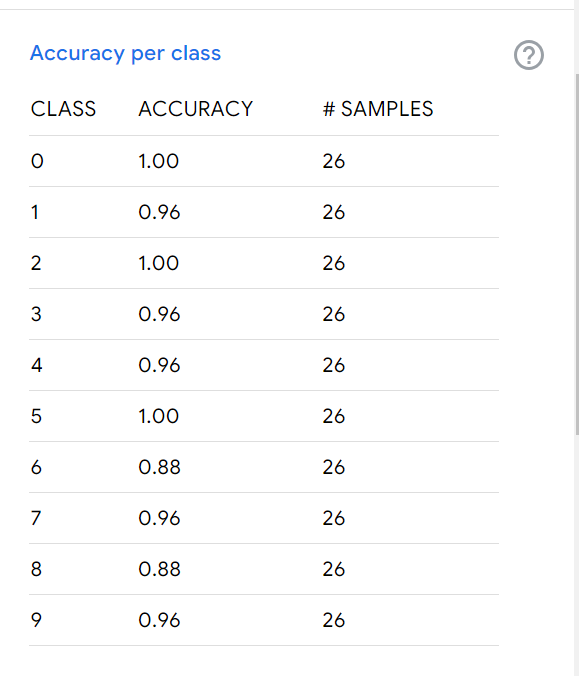 Accuracy per class
CLASS ACCURACY # SAMPLES
0 1.00 26
1 0.96 26
2 1.00 26
3 0.96 26
4 0.96 26
5 1.00 26
6 0.88 26
7 0.96 26
8 0.88 26
9 0.96 26